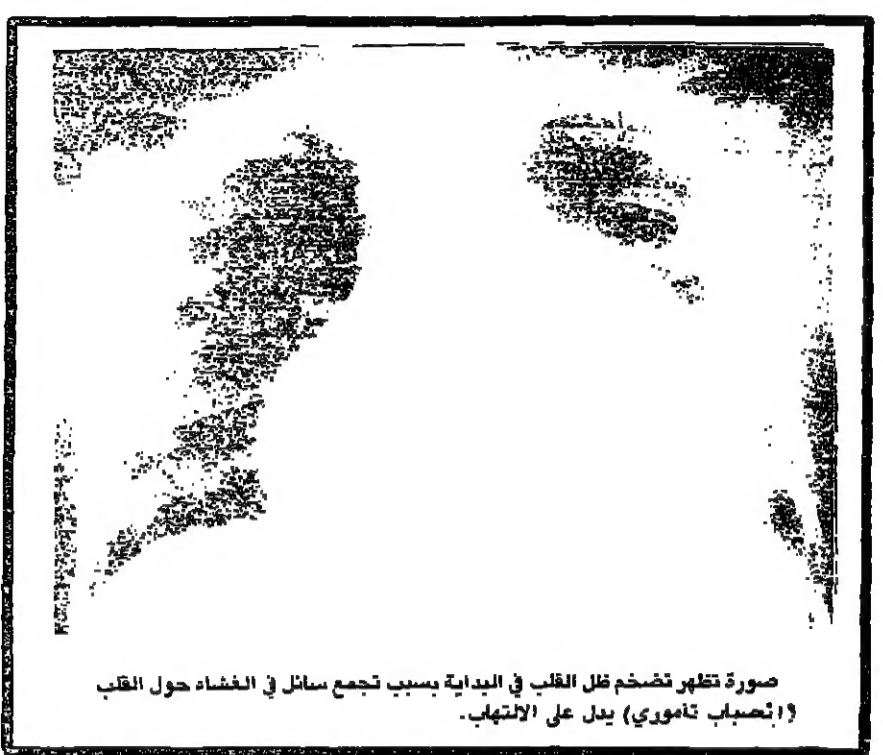 صورة تظهر تضخم ظل القلب في البداية بسبب تجمع سائل في الغشاء حول القلب
(انصباب تاموري) يدل على الالتهاب.